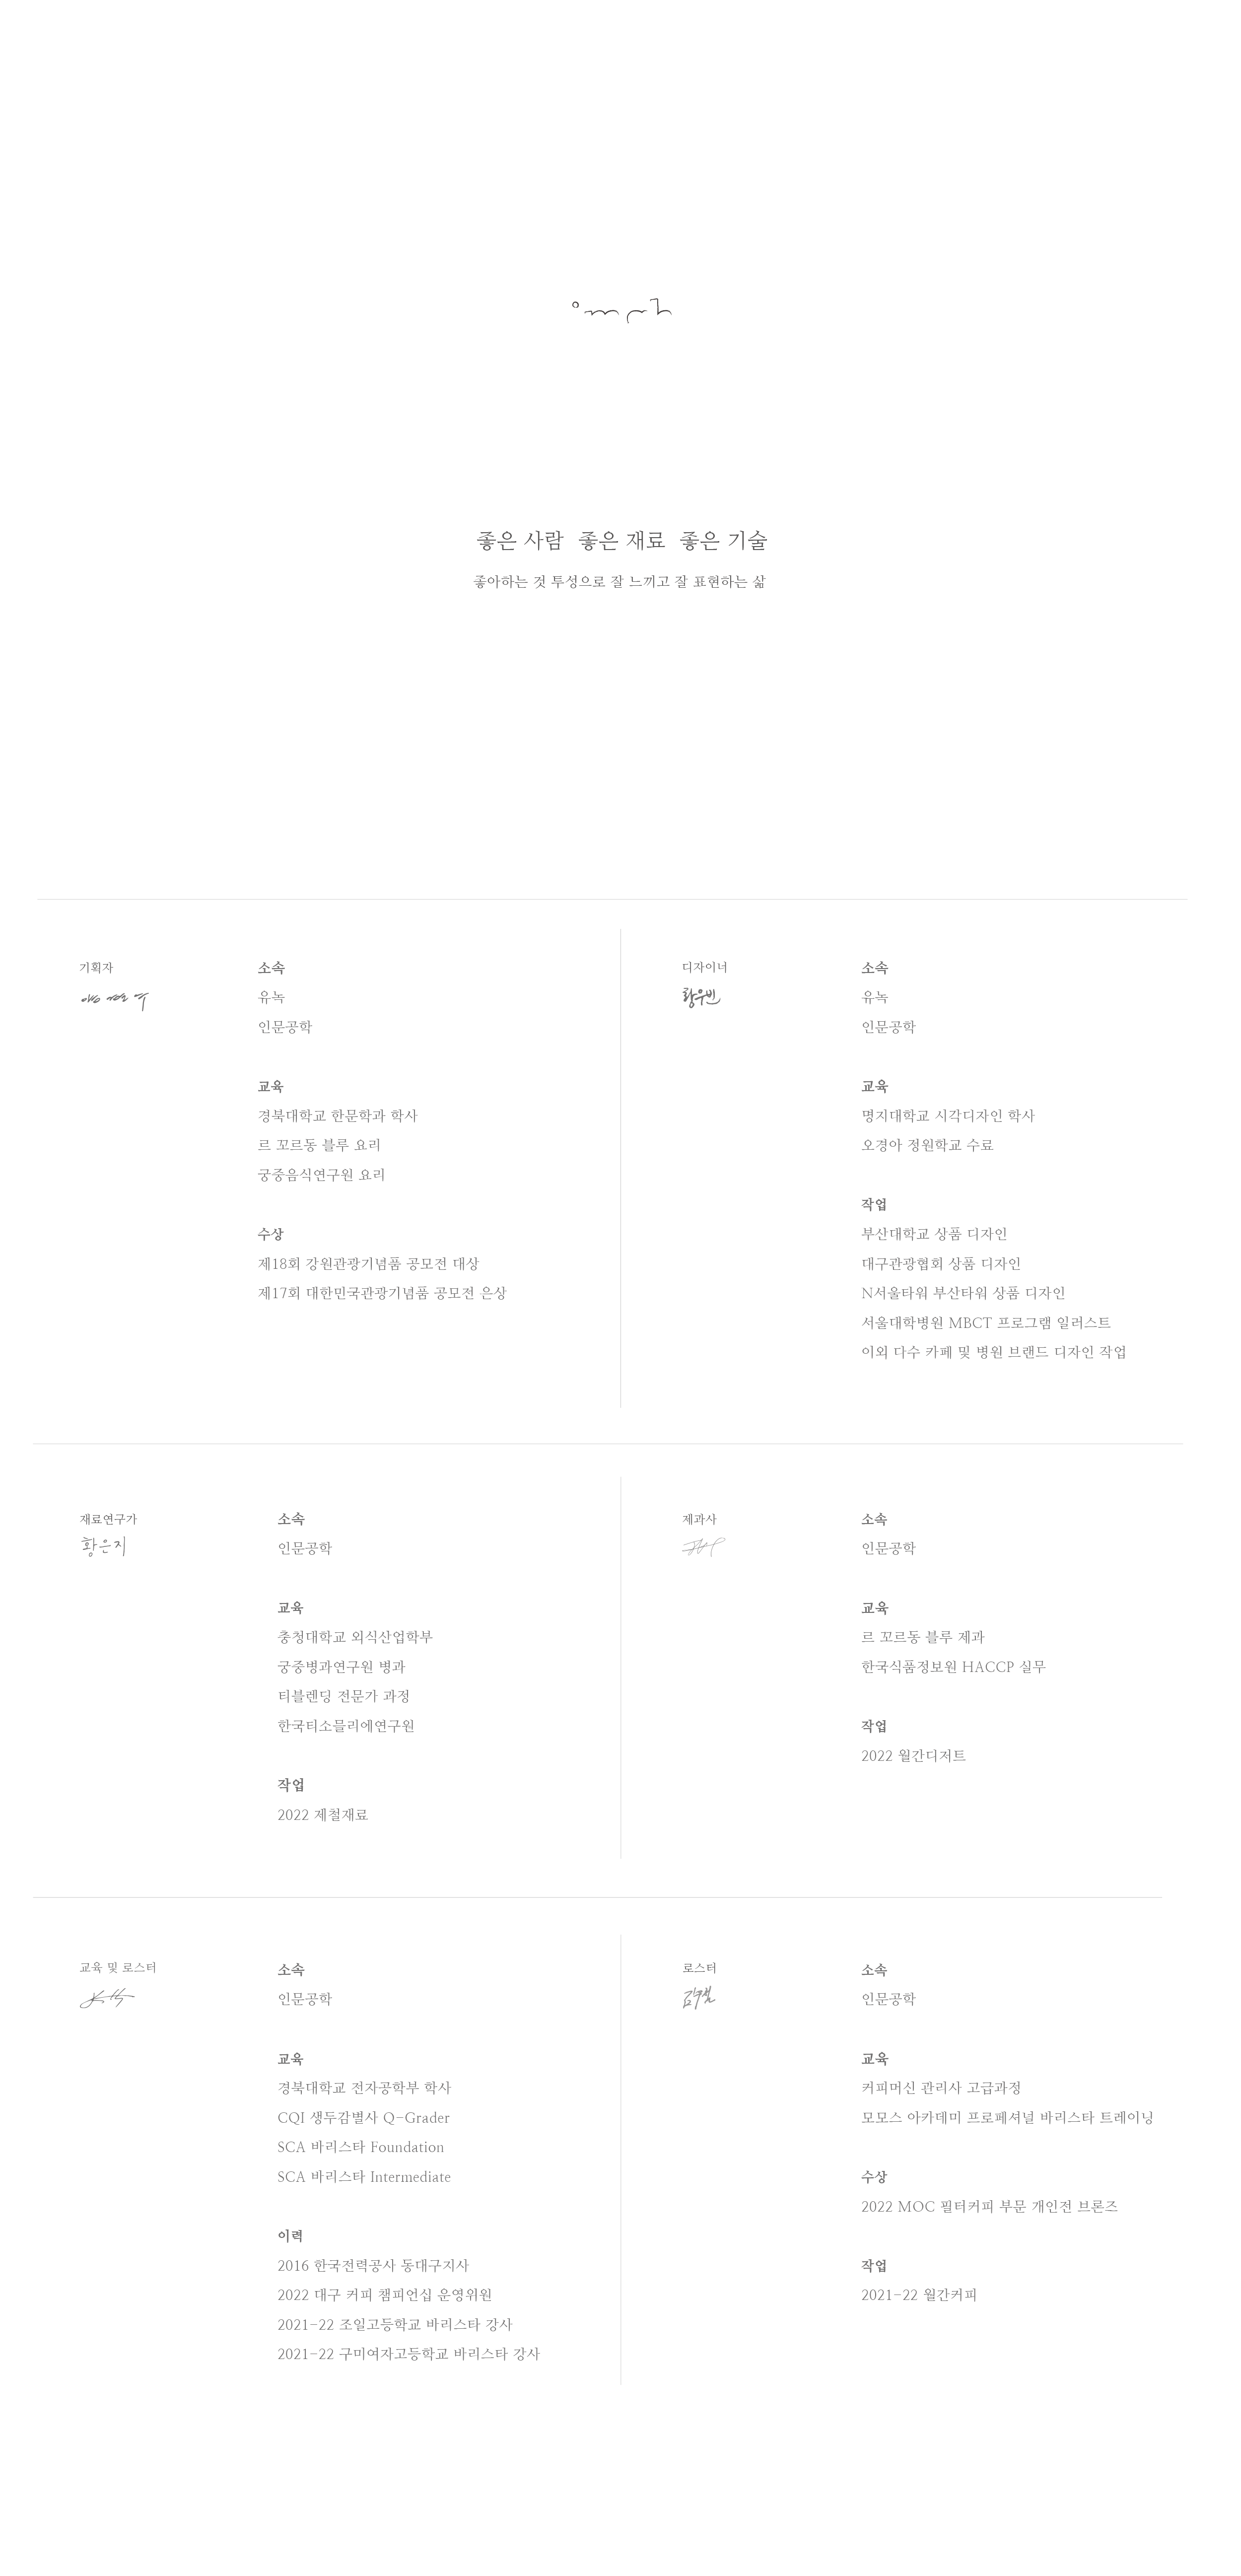 좋은 사람 좋은 재료 좋은 기술
좋아하는 것 투성으로 잘 느끼고 잘 표현하는 삶
기획자
소속
유녹
인문공학
교육
경북대학교 한문학과 학사
르 꼬르동 블루 요리
궁중음식연구원 요리
수상
제18회 강원관광기념품 공모전 대상
제17회 대한민국관광기념품 공모전 은상
디자이너
소속
유녹
인문공학
교육
명지대학교 시각디자인 학사
오경아 정원학교 수료
작업
부산대학교 상품 디자인
대구관광협회 상품 디자인
N서울타워 부산타워 상품 디자인
서울대학병원 MBCT 프로그램 일러스트
이외 다수 카페 및 병원 브랜드 디자인 작업
재료연구가
황은지
소속
인문공학
교육
충청대학교 외식산업학부
궁중병과연구원 병과
티블렌딩 전문가 과정
한국티소믈리에연구원
작업
2022 제철재료
제과사
소속
인문공학
교육
르 꼬르동 블루 제과
한국식품정보원 HACCP 실무
작업
2022 월간디저트
교육 및 로스터
소속
인문공학
교육
경북대학교 전자공학부 학사
CQI 생두감별사 Q-Grader
SCA 바리스타 Foundation
SCA 바리스타 Intermediate
이력
2016 한국전력공사 동대구지사
2022 대구 커피 챔피언십 운영위원
2021-22 조일고등학교 바리스타 강사
2021-22 구미여자고등학교 바리스타 강사
로스터
소속
인문공학
교육
커피머신 관리사 고급과정
모모스 아카데미 프로페셔널 바리스타 트레이닝
수상
2022 MOC 필터커피 부문 개인전 브론즈
작업
2021-22 월간커피